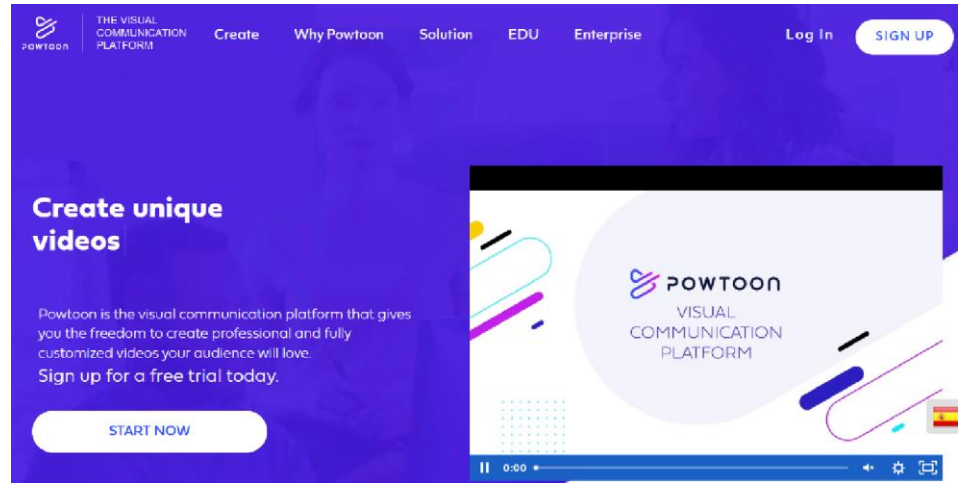 POWTOON
THE VISUAL
COMMUNICATION
PLATFORM
Create
Why Powtoon
Solution
EDU
Enterprise
Log In
SIGN UP
Create unique
videos
Powtoon is the visual communication platform that gives
you the freedom to create professional and fully
customized videos your audience will love.
Sign up for a free trial today.
START NOW
POWTOON
VISUAL
COMMUNICATION
PLATFORM
0:00